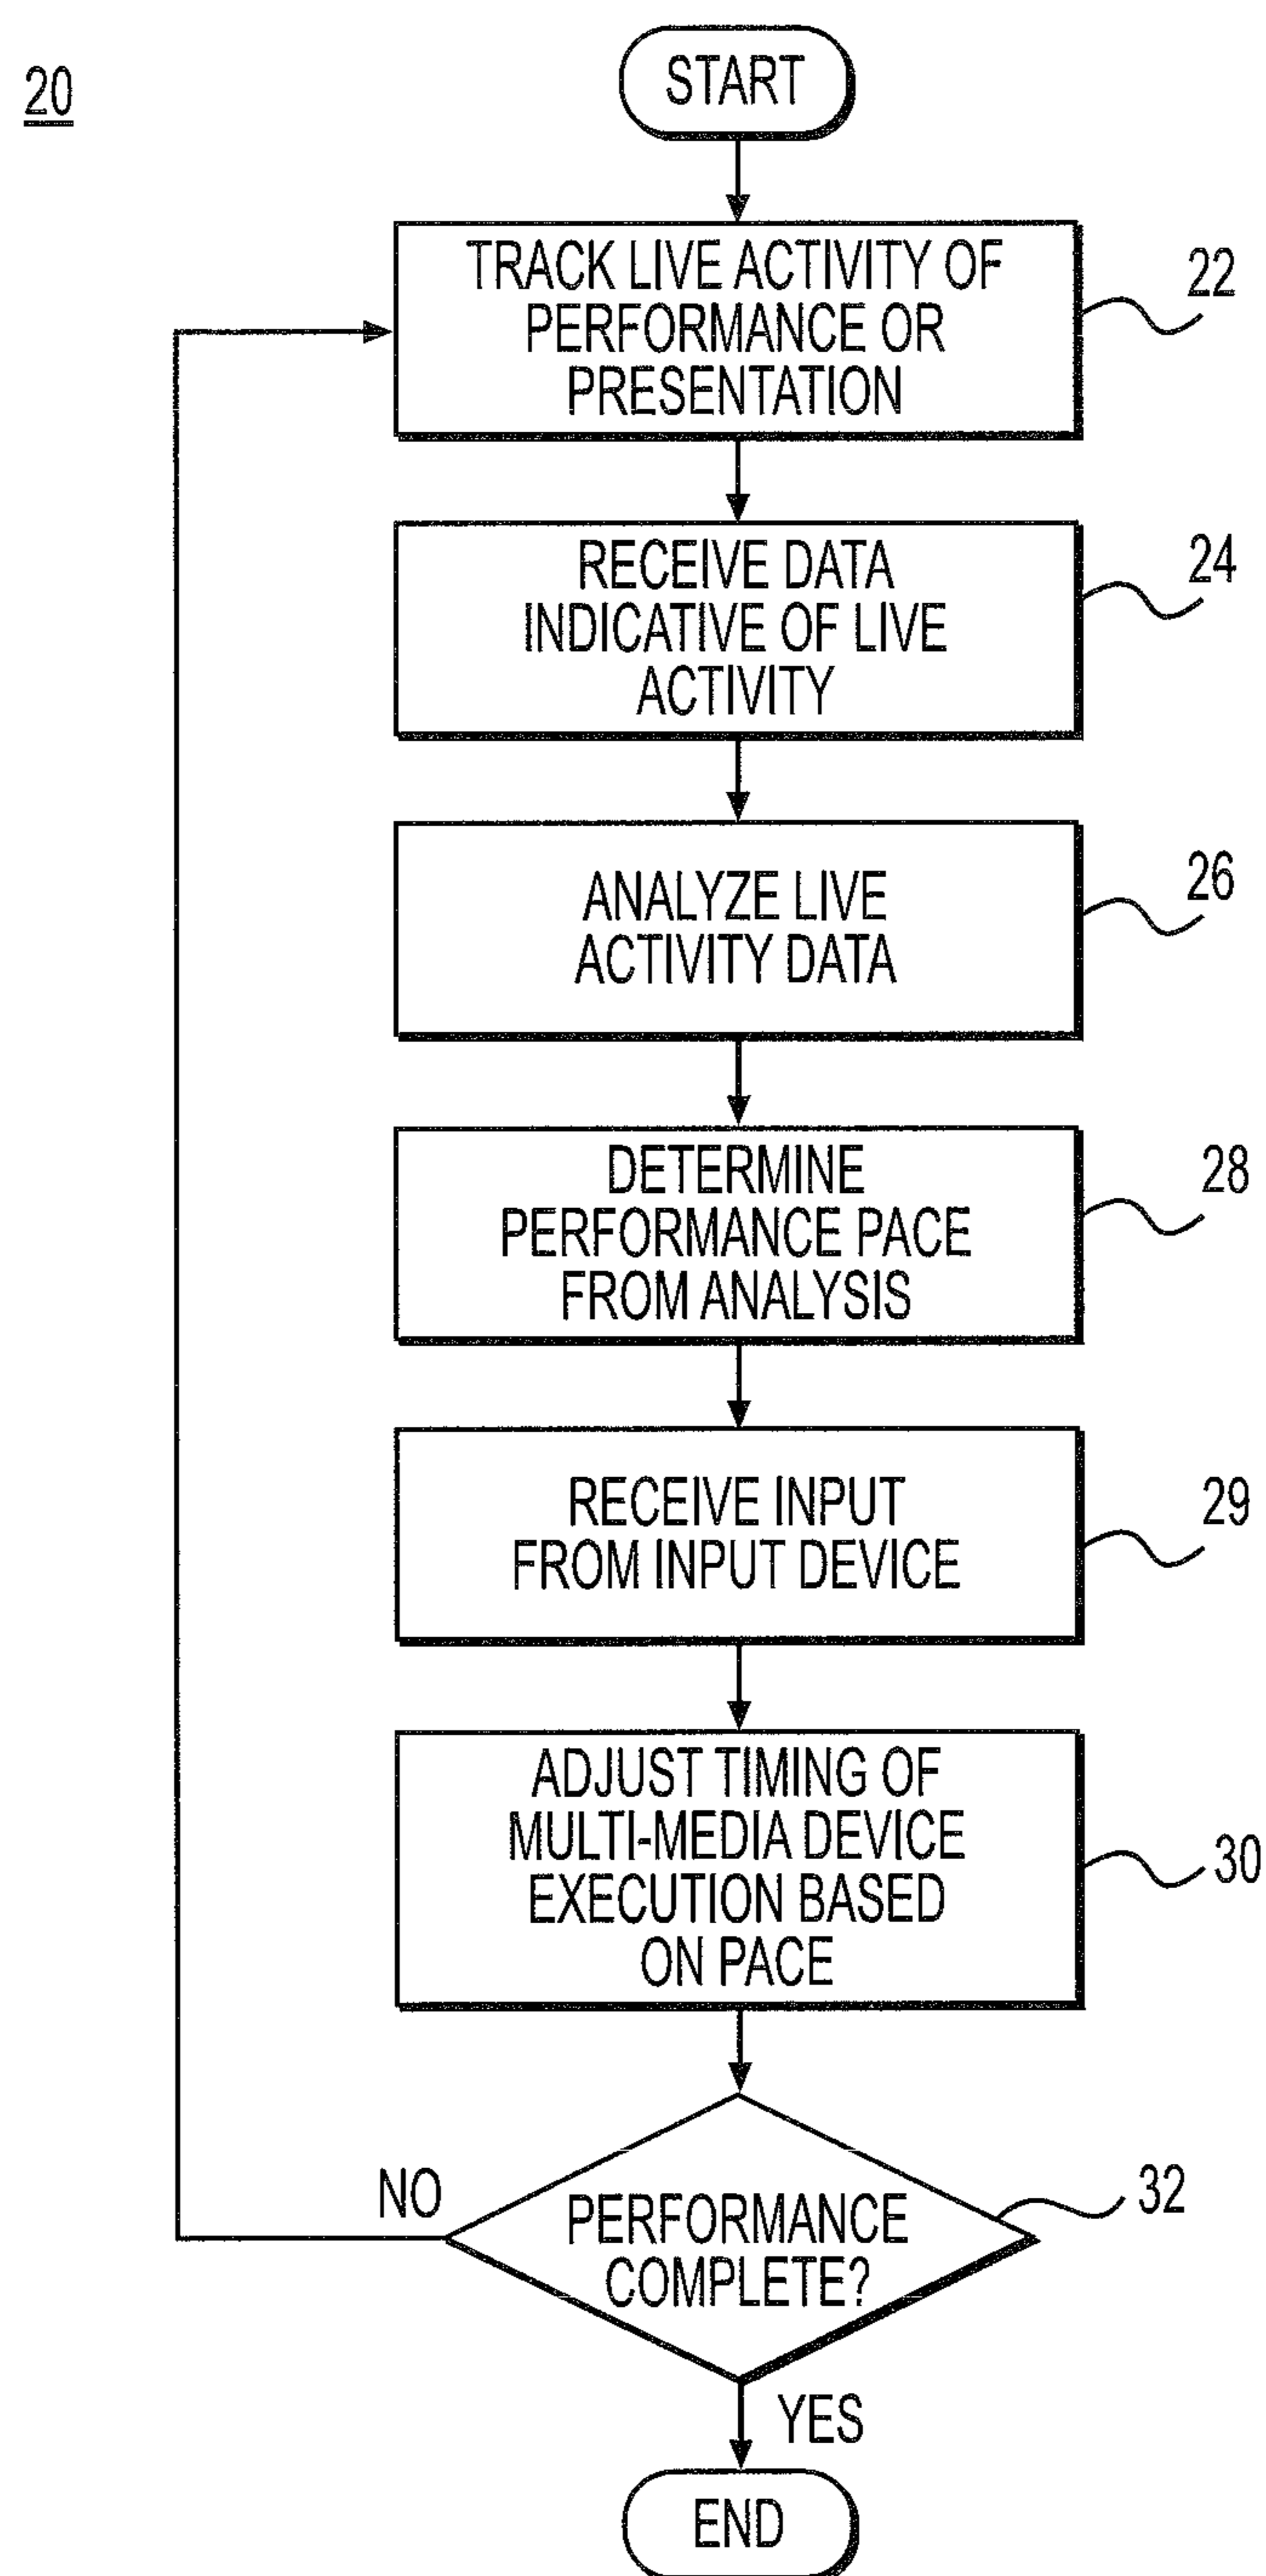 20
START
TRACK LIVE ACTIVITY OF
PERFORMANCE OR
PRESENTATION
22
RECEIVE DATA
INDICATIVE OF LIVE
ACTIVITY
24
ANALYZE LIVE
ACTIVITY DATA
26
DETERMINE
PERFORMANCE PACE
FROM ANALYSIS
28
RECEIVE INPUT
FROM INPUT DEVICE
29
ADJUST TIMING OF
MULTI-MEDIA DEVICE
EXECUTION BASED
ON PACE
30
NO
PERFORMANCE
COMPLETE?
32
YES
END